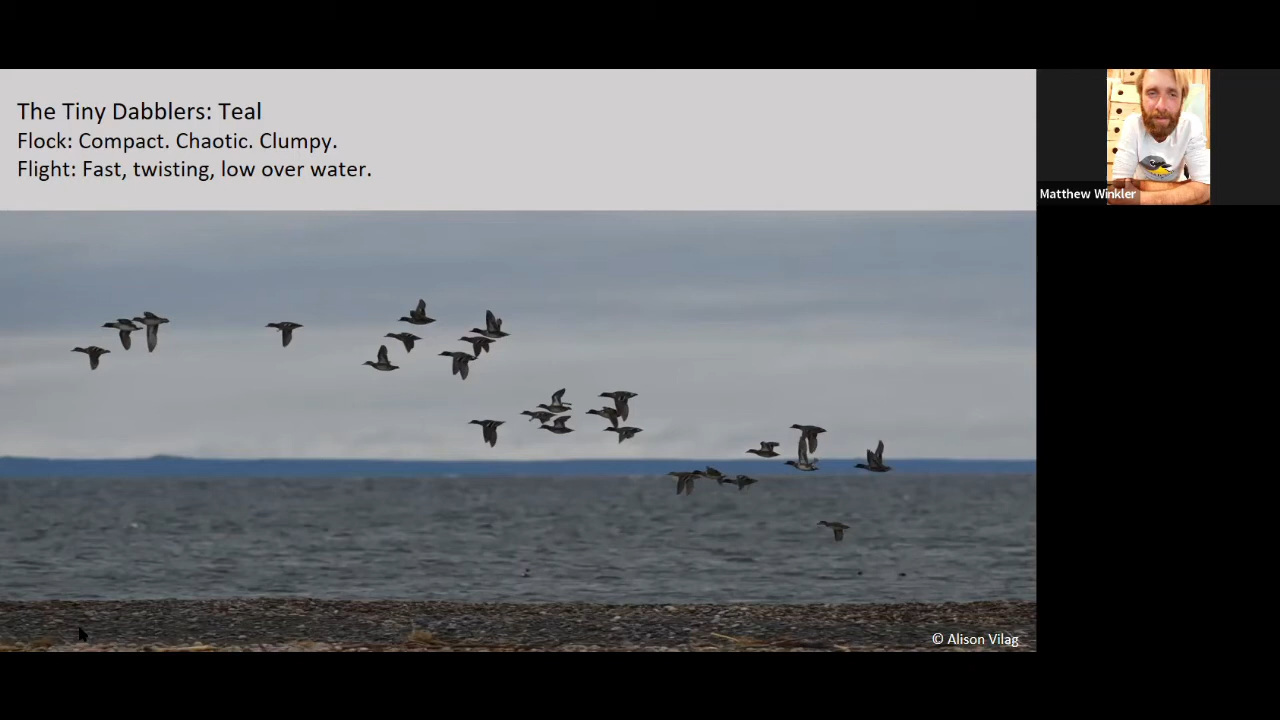 The Tiny Dabblers: Teal
Flock: Compact. Chaotic. Clumpy.
Flight: Fast, twisting, low over water.
Matthew Winkler
© Alison Vilag